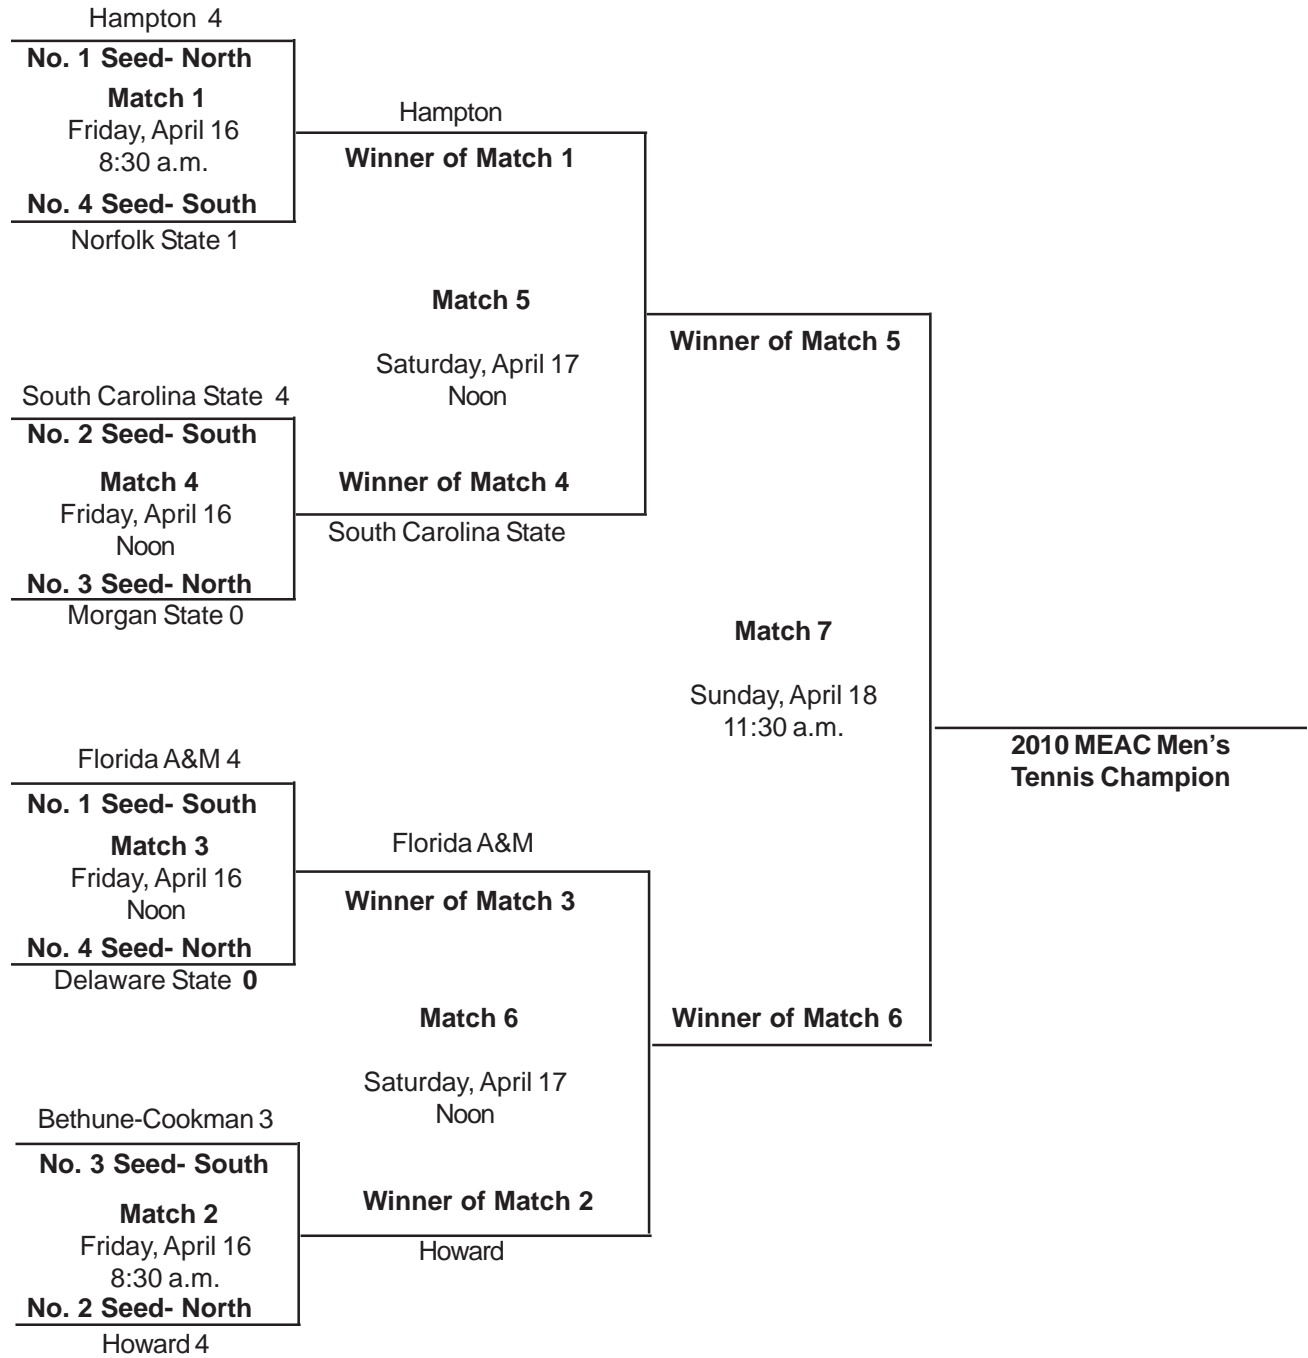 Hampton 4
No. 1 Seed- North
Match 1
Friday, April 16
8:30 a.m.
No. 4 Seed- South
Norfolk State 1
South Carolina State 4
No. 2 Seed- South
Match 4
Friday, April 16
Noon
No. 3 Seed- North
Morgan State 0
Florida A&M 4
No. 1 Seed- South
Match 3
Friday, April 16
Noon
No. 4 Seed- North
Delaware State 0
Bethune-Cookman 3
No. 3 Seed- South
Match 2
Friday, April 16
8:30 a.m.
No. 2 Seed- North
Howard 4
Hampton
Winner of Match 1
Match 5
Saturday, April 17
Noon
Winner of Match 4
South Carolina State
Florida A&M
Winner of Match 3
Match 6
Saturday, April 17
Noon
Winner of Match 2
Howard
Winner of Match 5
Match 7
Sunday, April 18
11:30 a.m.
Winner of Match 6
2010 MEAC Men's
Tennis Champion